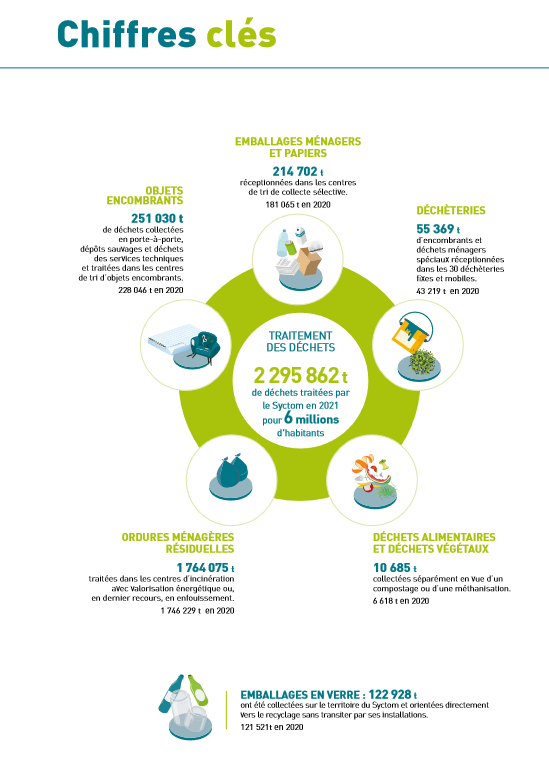 Chiffres clés
EMBALLAGES MÉNAGERS
ET PAPIERS
214 702 t
réceptionnées dans les centres
de tri de collecte sélective.
181 065 t en 2020
OBJETS
ENCOMBRANTS
251 030 t
de déchets collectées
en porte-à-porte,
dépôts sauvages et déchets
des services techniques
et traitées dans les centres
de tri d'objets encombrants.
228 046 t en 2020
DÉCHÈTERIES
55 369 t
d'encombrants et
déchets ménagers
spéciaux réceptionnées
dans les 30 déchèteries
fixes et mobiles.
43 219 t en 2020
TRAITEMENT
DES DÉCHETS
2 295 862 t
de déchets traitées par
le Syctom en 2021
pour 6 millions
d'habitants
ORDURES MÉNAGÈRES
RÉSIDUELLES
1 764 075 t
traitées dans les centres d'incinération
avec valorisation énergétique ou,
en dernier recours, en enfouissement.
1 746 229 t en 2020
DÉCHETS ALIMENTAIRES
ET DÉCHETS VÉGÉTAUX
10 685 t
collectées séparément en vue d'un
compostage ou d'une méthanisation.
6 618 t en 2020
EMBALLAGES EN VERRE : 122 928 t
ont été collectées sur le territoire du Syctom et orientées directement
vers le recyclage sans transiter par ses installations.
121 521t en 2020